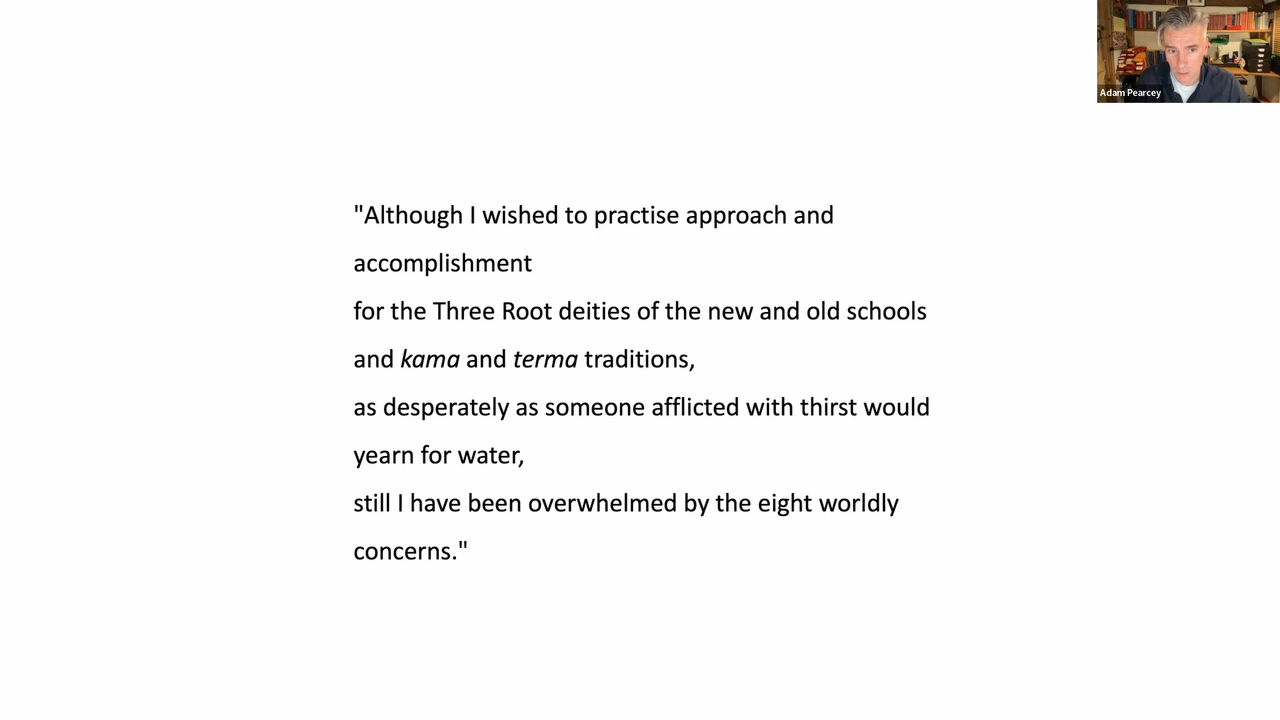 Adam Pearcey
"Although I wished to practise approach and
accomplishment
for the Three Root deities of the new and old schools
and kama and terma traditions,
as desperately as someone afflicted with thirst would
yearn for water,
still I have been overwhelmed by the eight worldly
concerns."